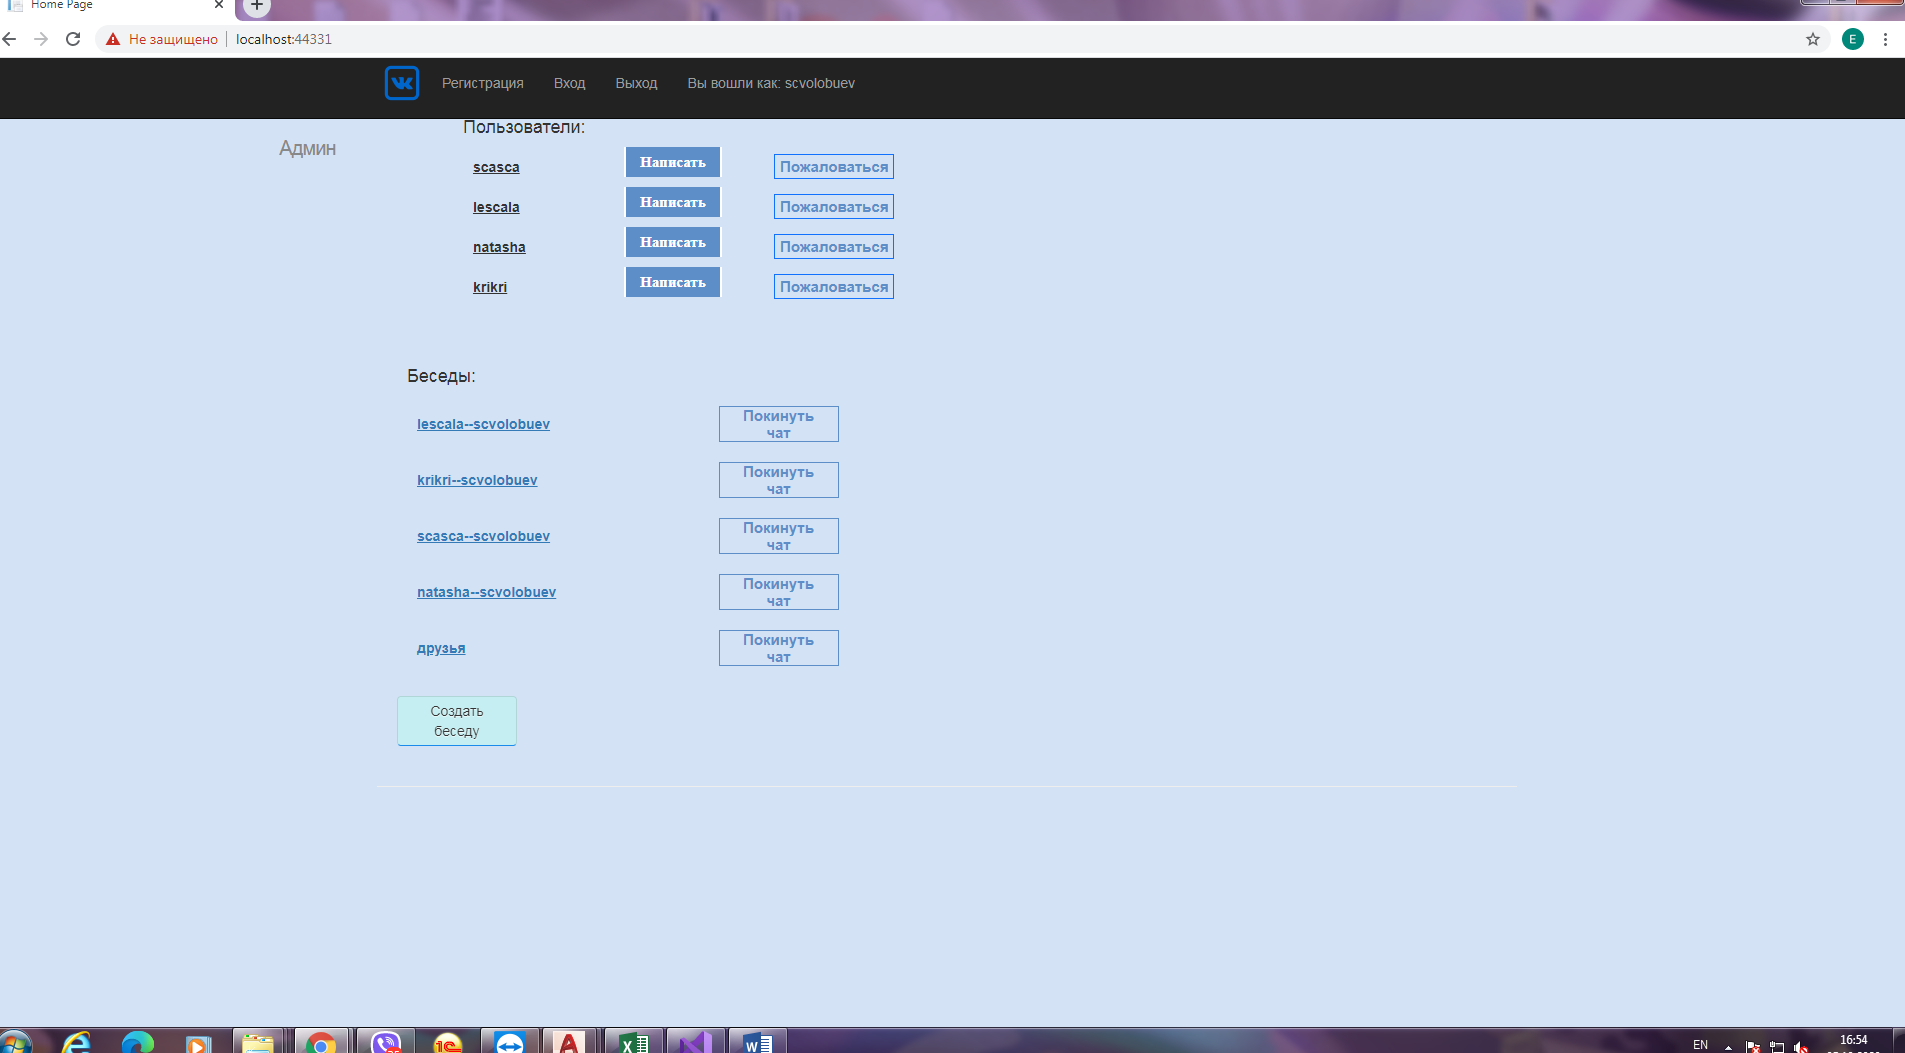 Home Page
Не защищено localhost:44331
Регистрация Вход Выход Вы вошли как: scvolobuev
Пользователи:
Админ
scasca Написать Пожаловаться
lescala Написать Пожаловаться
natasha Написать Пожаловаться
krikri Написать Пожаловаться
Беседы:
lescala--scvolobuev Покинуть
чат
krikri--scvolobuev Покинуть
чат
scasca--scvolobuev Покинуть
чат
natasha--scvolobuev Покинуть
чат
друзья Покинуть
чат
Создать
беседу
EN 16:54